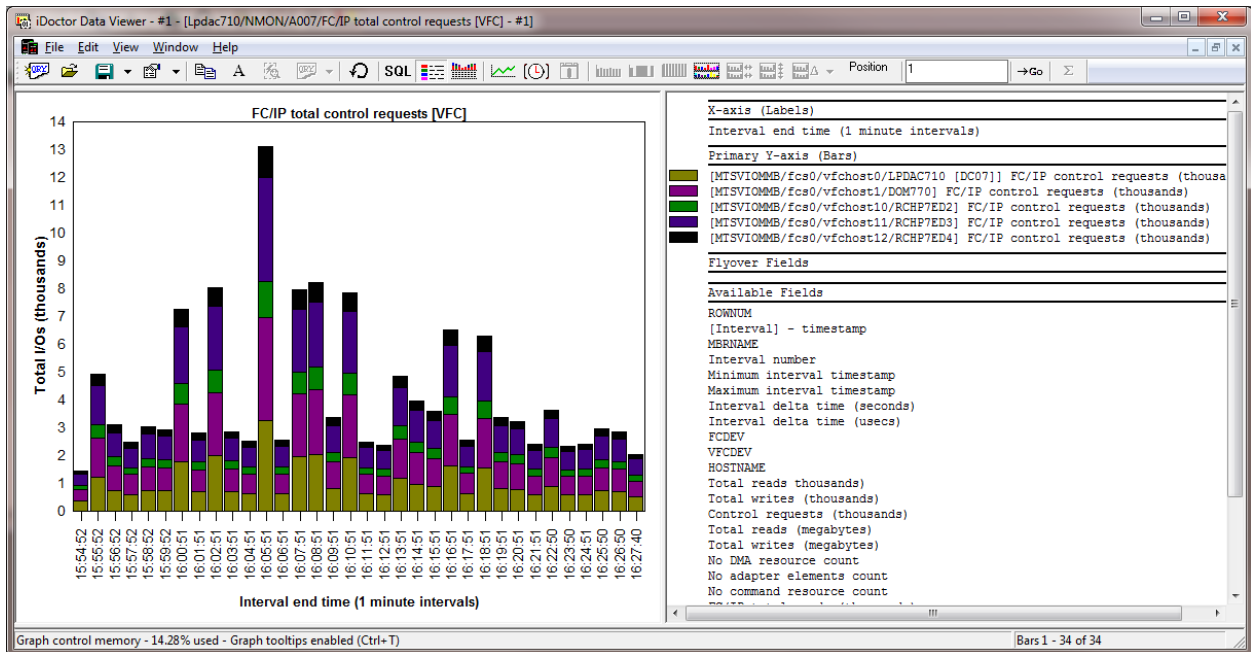 iDoctor Data Viewer - #1 - [Lpdac710/NMON/A007/FC/IP total control requests [VFC] - #1]
File Edit View Window Help
QRY A QRY SQL Position 1 →Go Σ
FC/IP total control requests [VFC]
14
13
12
11
10
9
8
7
6
5
4
3
2
1
0
Total I/Os (thousands)
15:54:52
15:55:52
15:56:52
15:57:52
15:58:52
15:59:52
16:00:51
16:01:51
16:02:51
16:03:51
16:04:51
16:05:51
16:06:51
16:07:51
16:08:51
16:09:51
16:10:51
16:11:51
16:12:51
16:13:51
16:14:51
16:15:51
16:16:51
16:17:51
16:18:51
16:19:51
16:20:51
16:21:51
16:22:50
16:23:50
16:24:51
16:25:50
16:26:50
16:27:40
Interval end time (1 minute intervals)
X-axis (Labels)
Interval end time (1 minute intervals)
Primary Y-axis (Bars)
[MTSVIOMMB/fcs0/vfchost0/LPDAC710 [DC07]] FC/IP control requests (thousa
[MTSVIOMMB/fcs0/vfchost1/DOM770] FC/IP control requests (thousands)
[MTSVIOMMB/fcs0/vfchost10/RCHP7ED2] FC/IP control requests (thousands)
[MTSVIOMMB/fcs0/vfchost11/RCHP7ED3] FC/IP control requests (thousands)
[MTSVIOMMB/fcs0/vfchost12/RCHP7ED4] FC/IP control requests (thousands)
Flyover Fields
Available Fields
ROWNUM
[Interval] - timestamp
MBRNAME
Interval number
Minimum interval timestamp
Maximum interval timestamp
Interval delta time (seconds)
Interval delta time (usecs)
FCDEV
VFCDEV
HOSTNAME
Total reads thousands)
Total writes (thousands)
Control requests (thousands)
Total reads (megabytes)
Total writes (megabytes)
No DMA resource count
No adapter elements count
No command resource count
Graph control memory - 14.28% used - Graph tooltips enabled (Ctrl+T)
Bars 1 - 34 of 34